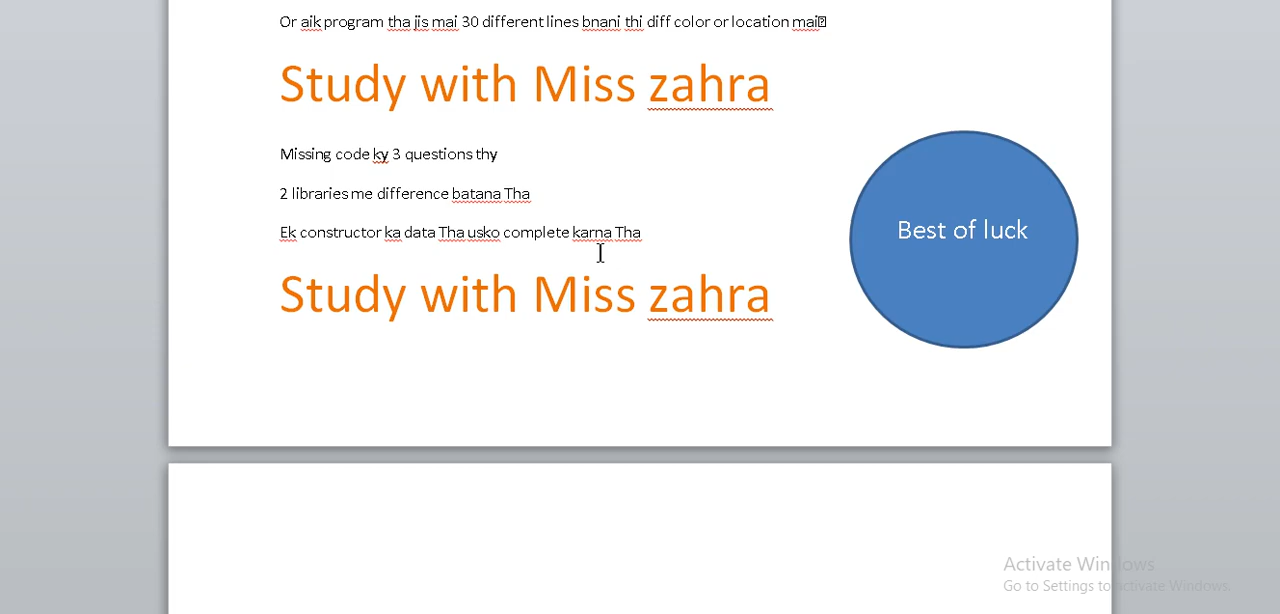 Or aik program tha jis mai 30 different lines bnani thi diff color or location mai
Study with Miss zahra
Missing code ky 3 questions thy
2 libraries me difference batana Tha
Ek constructor ka data Tha usko complete karna Tha
Best of luck
Study with Miss zahra
Activate Windows
Go to Settings to activate Windows.